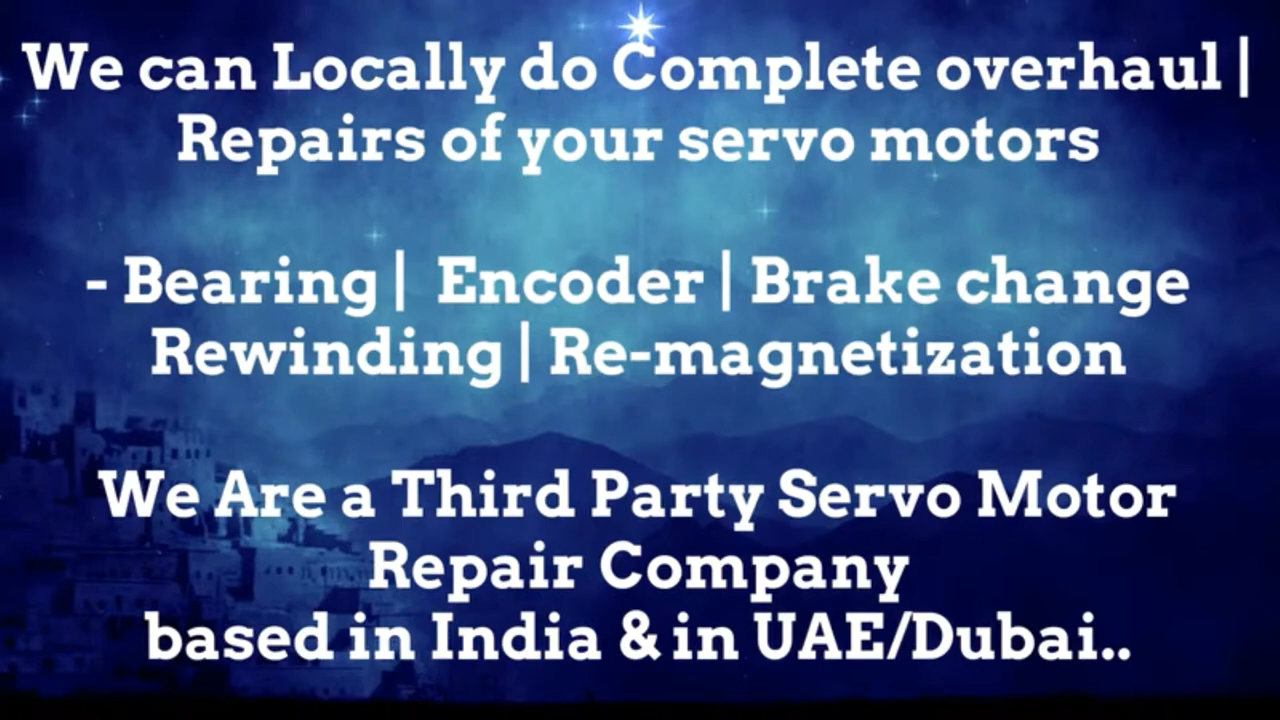 We can Locally do Complete overhaul |
Repairs of your servo motors
- Bearing | Encoder | Brake change
Rewinding | Re-magnetization
We Are a Third Party Servo Motor
Repair Company
based in India & in UAE/Dubai..